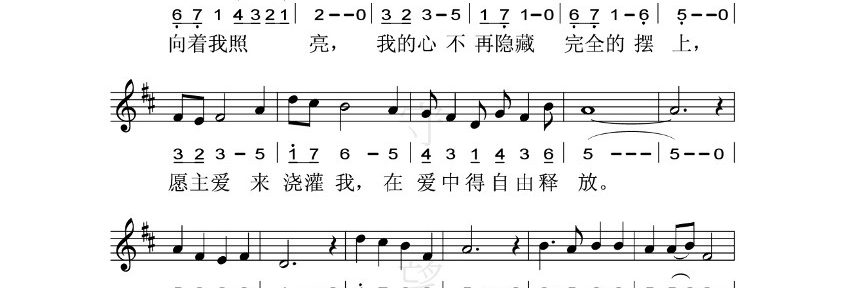 6 7 1 4 3 2 1 | 2 - - 0 | 3 2 3 - 5 | 1 7 1 - 0 | 6 7 1 - 6 | 5 - - 0 |
向着我照 亮， 我的心不再隐藏 完全的摆上，
3 2 3 - 5 | 1 7 6 - 5 | 4 3 1 4 3 6 | 5 - - - | 5 - - 0 |
愿主爱来浇灌我，在爱中得自由释放。